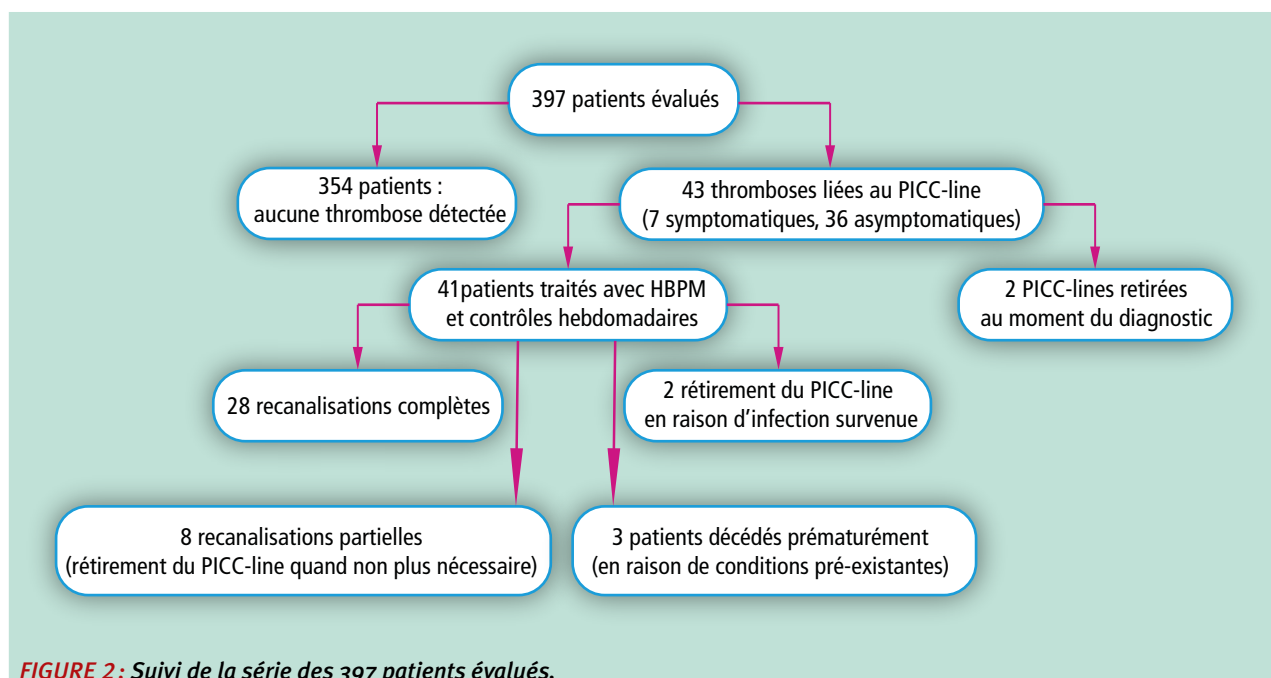 397 patients évalués
354 patients :
aucune thrombose détectée
43 thromboses liées au PICC-line
(7 symptomatiques, 36 asymptomatiques)
41patients traités avec HBPM
et contrôles hebdomadaires
2 PICC-lines retirées
au moment du diagnostic
28 recanalisations complètes
2 rétirement du PICC-line
en raison d'infection survenue
8 recanalisations partielles
(rétirement du PICC-line quand non plus nécessaire)
3 patients décédés prématurément
(en raison de conditions pré-existantes)
FIGURE 2 : Suivi de la série des 397 patients évalués.